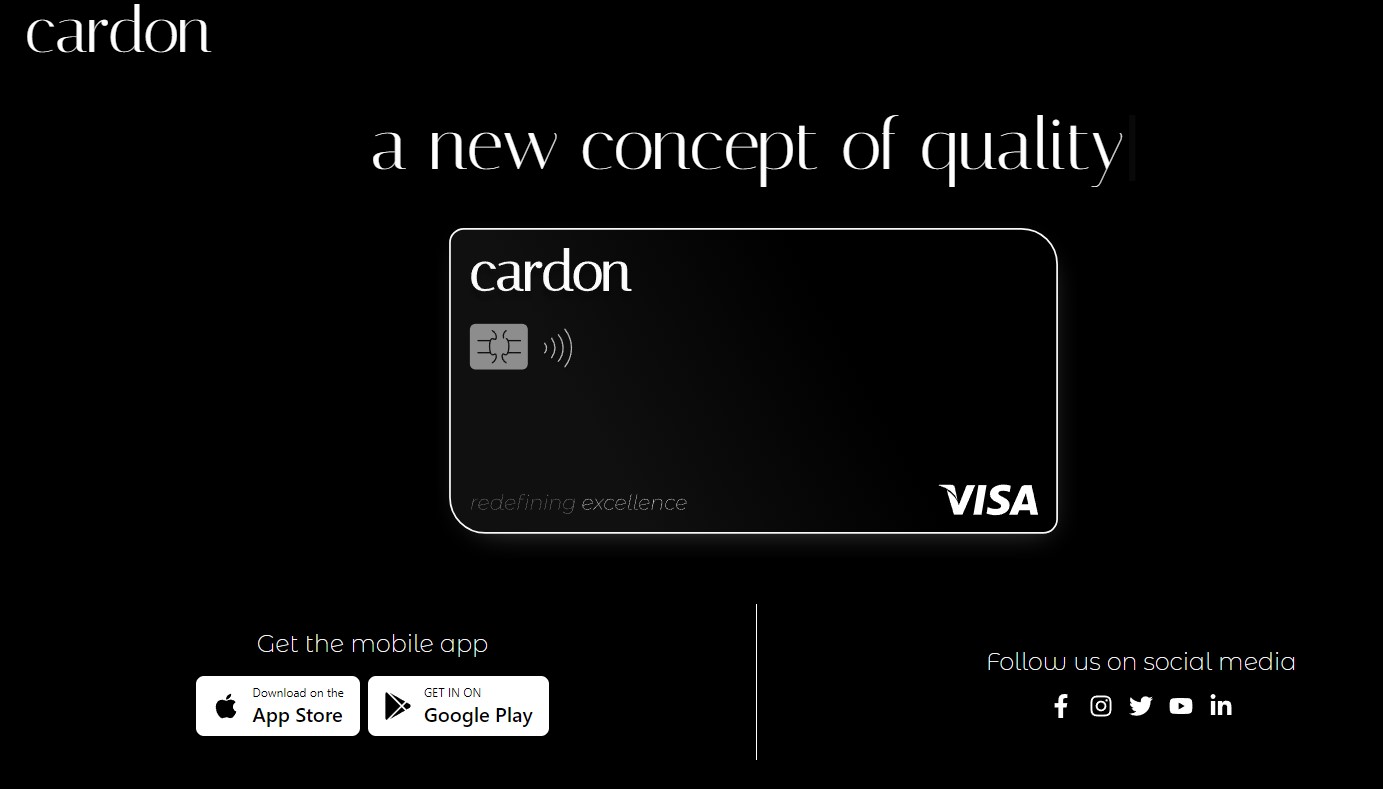 cardon
a new concept of quality
cardon
redefining excellence
VISA
Get the mobile app
Download on the
App Store
GET IN ON
Google Play
Follow us on social media